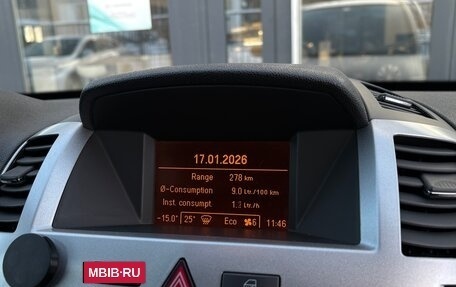 17.01.2026
Range 278 km
Ø-Consumption 9.0 Ltr./100 km
Inst consumpt. 1.3 Ltr./h
-15.0° 25° Eco 6 11:46
MBIB.RU